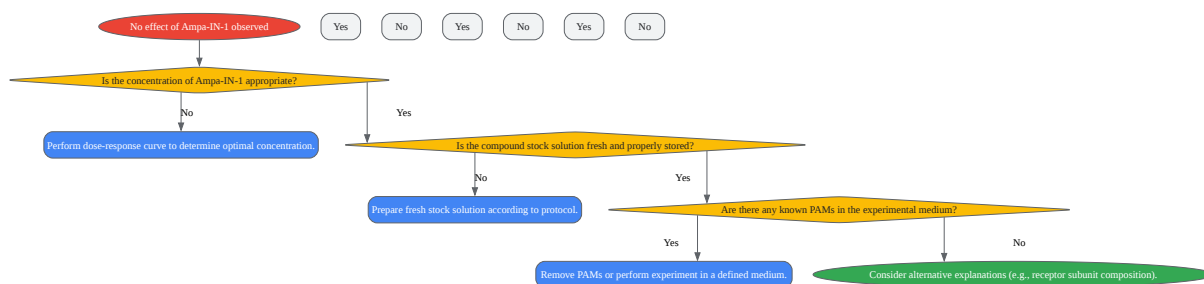 No effect of Ampa-IN-1 observed
Yes
No
Yes
No
Yes
No
Is the concentration of Ampa-IN-1 appropriate?
No
Yes
Perform dose-response curve to determine optimal concentration.
Is the compound stock solution fresh and properly stored?
No
Yes
Prepare fresh stock solution according to protocol.
Are there any known PAMs in the experimental medium?
Yes
No
Remove PAMs or perform experiment in a defined medium.
Consider alternative explanations (e.g., receptor subunit composition).